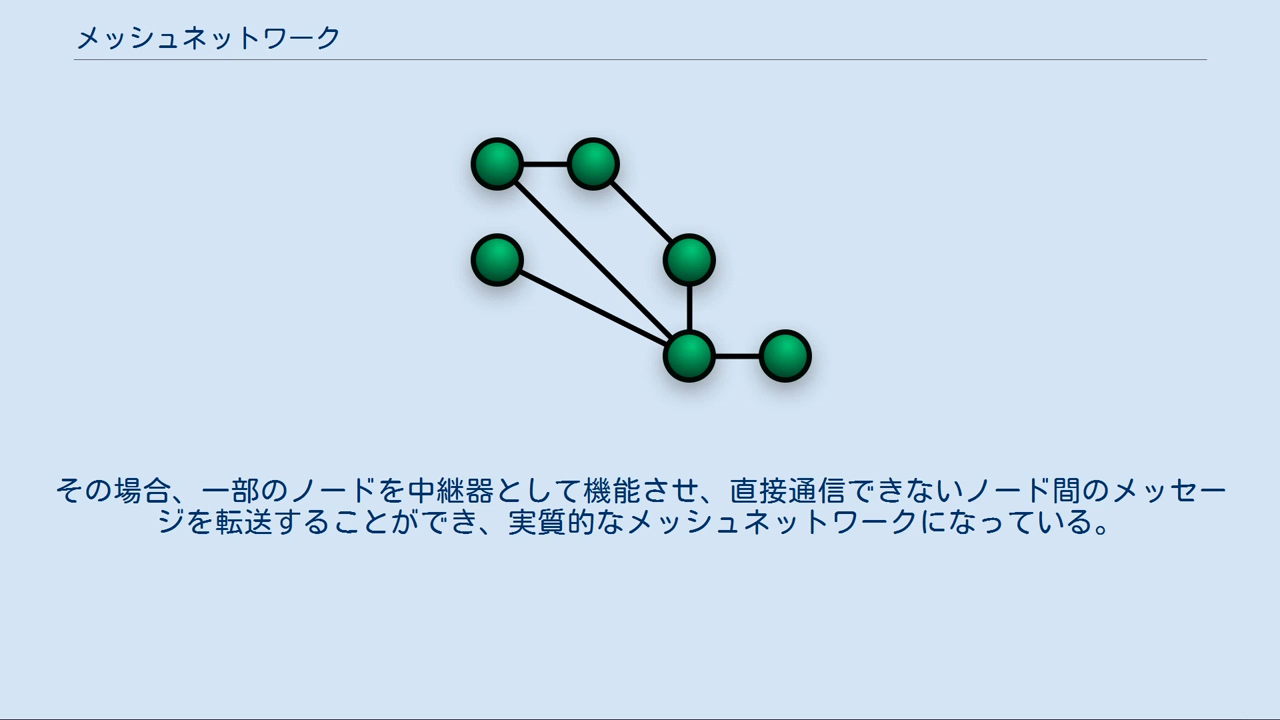 メッシュネットワーク
その場合、一部のノードを中継器として機能させ、直接通信できないノード間のメッセー
ジを転送することができ、実質的なメッシュネットワークになっている。